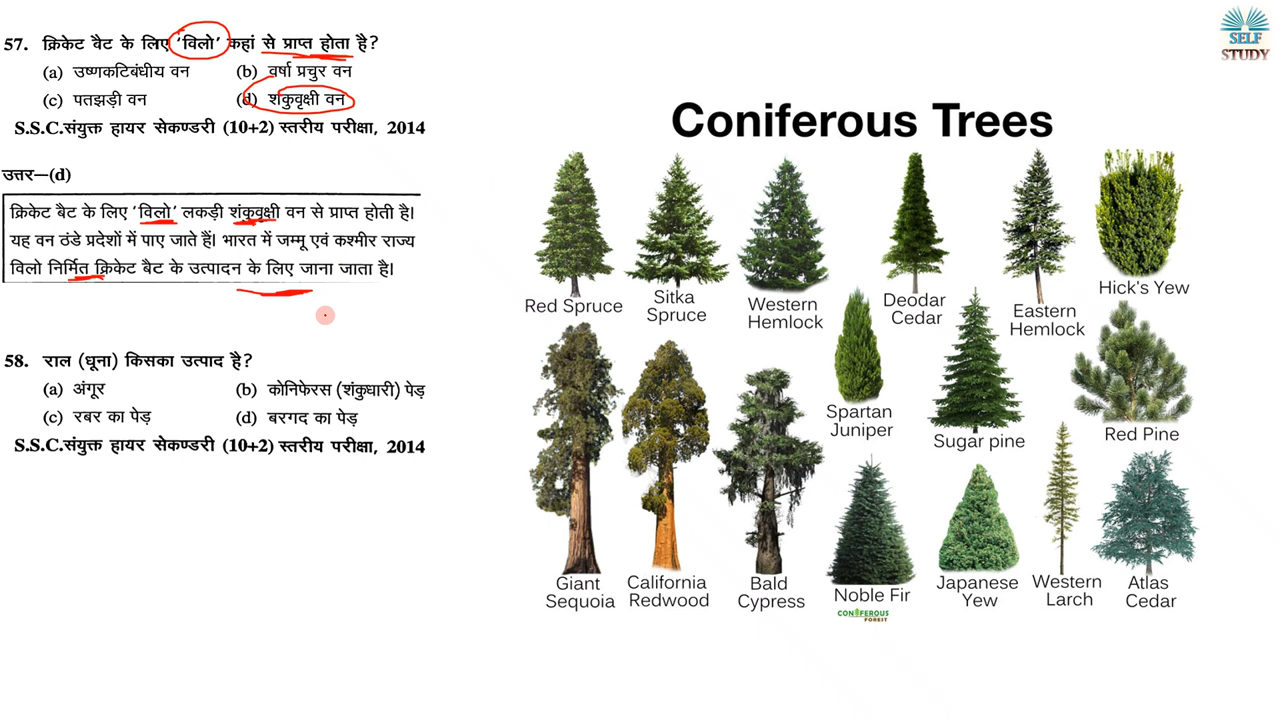 57. क्रिकेट बैट के लिए 'विलो' कहां से प्राप्त होता है?
(a) उष्णकटिबंधीय वन (b) वर्षा प्रचुर वन
(c) पतझड़ी वन (d) शंकुवृक्षी वन
S.S.C.संयुक्त हायर सेकण्डरी (10+2) स्तरीय परीक्षा, 2014
उत्तर—(d)
क्रिकेट बैट के लिए 'विलो' लकड़ी शंकुवृक्षी वन से प्राप्त होती है।
यह वन ठंडे प्रदेशों में पाए जाते हैं। भारत में जम्मू एवं कश्मीर राज्य
विलो निर्मित क्रिकेट बैट के उत्पादन के लिए जाना जाता है।
58. राल (धूना) किसका उत्पाद है?
(a) अंगूर (b) कोनिफेरस (शंकुधारी) पेड़
(c) रबर का पेड़ (d) बरगद का पेड़
S.S.C.संयुक्त हायर सेकण्डरी (10+2) स्तरीय परीक्षा, 2014
SELF
STUDY
Coniferous Trees
Red Spruce
Sitka
Spruce
Western
Hemlock
Deodar
Cedar
Eastern
Hemlock
Hick's Yew
Spartan
Juniper
Sugar pine
Red Pine
Giant
Sequoia
California
Redwood
Bald
Cypress
Noble Fir
Japanese
Yew
Western
Larch
Atlas
Cedar
CONIFEROUS
FOREST